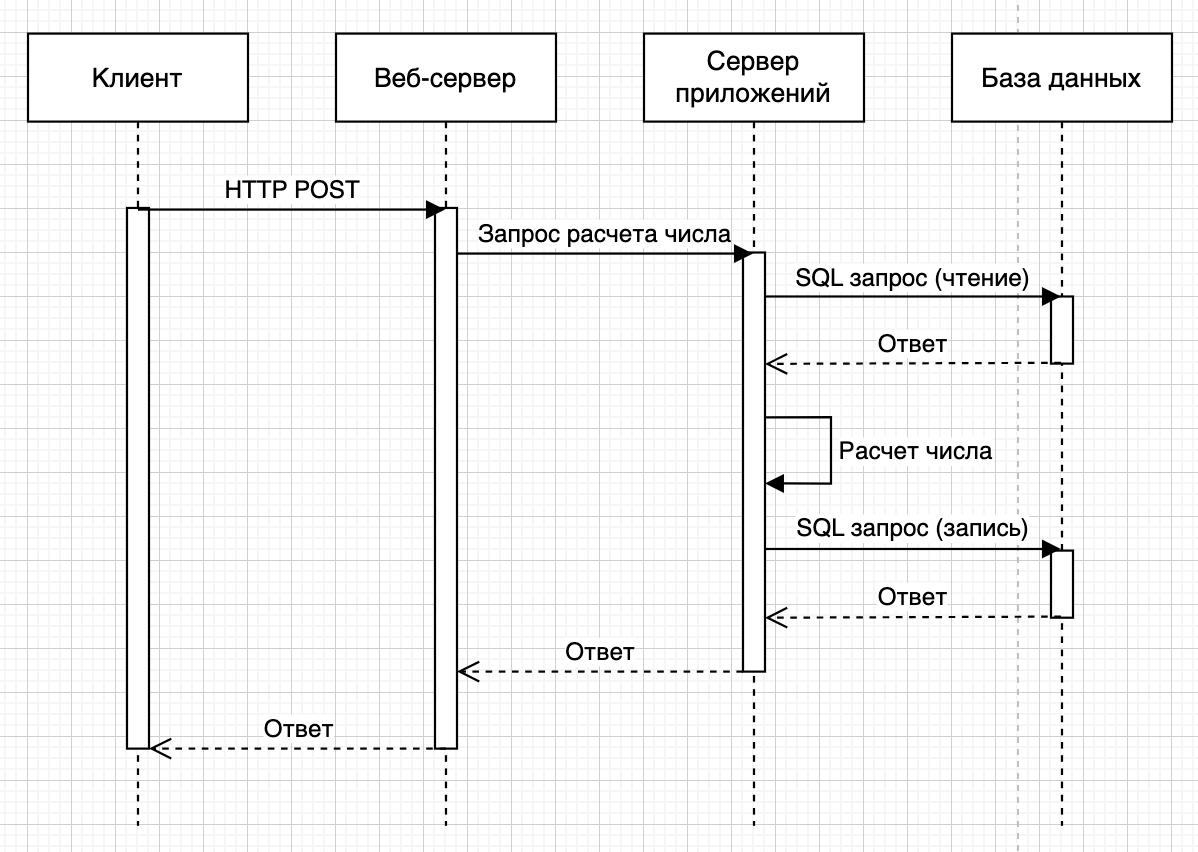 Клиент
Веб-сервер
Сервер
приложений
База данных
HTTP POST
Запрос расчета числа
SQL запрос (чтение)
Ответ
Расчет числа
SQL запрос (запись)
Ответ
Ответ
Ответ